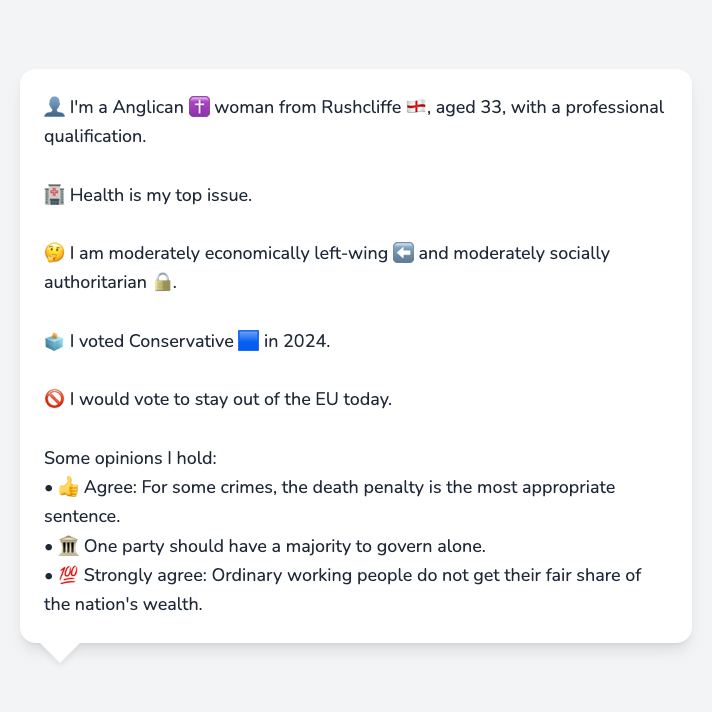 👤 I'm a Anglican ✝️ woman from Rushcliffe 🏴󠁧󠁢󠁥󠁮󠁧󠁿, aged 33, with a professional
qualification.
🏥 Health is my top issue.
🤔 I am moderately economically left-wing ⬅️ and moderately socially
authoritarian 🔒.
🗳️ I voted Conservative 🟦 in 2024.
🚫 I would vote to stay out of the EU today.
Some opinions I hold:
• 👍 Agree: For some crimes, the death penalty is the most appropriate
sentence.
• 🏛️ One party should have a majority to govern alone.
• 💯 Strongly agree: Ordinary working people do not get their fair share of
the nation's wealth.